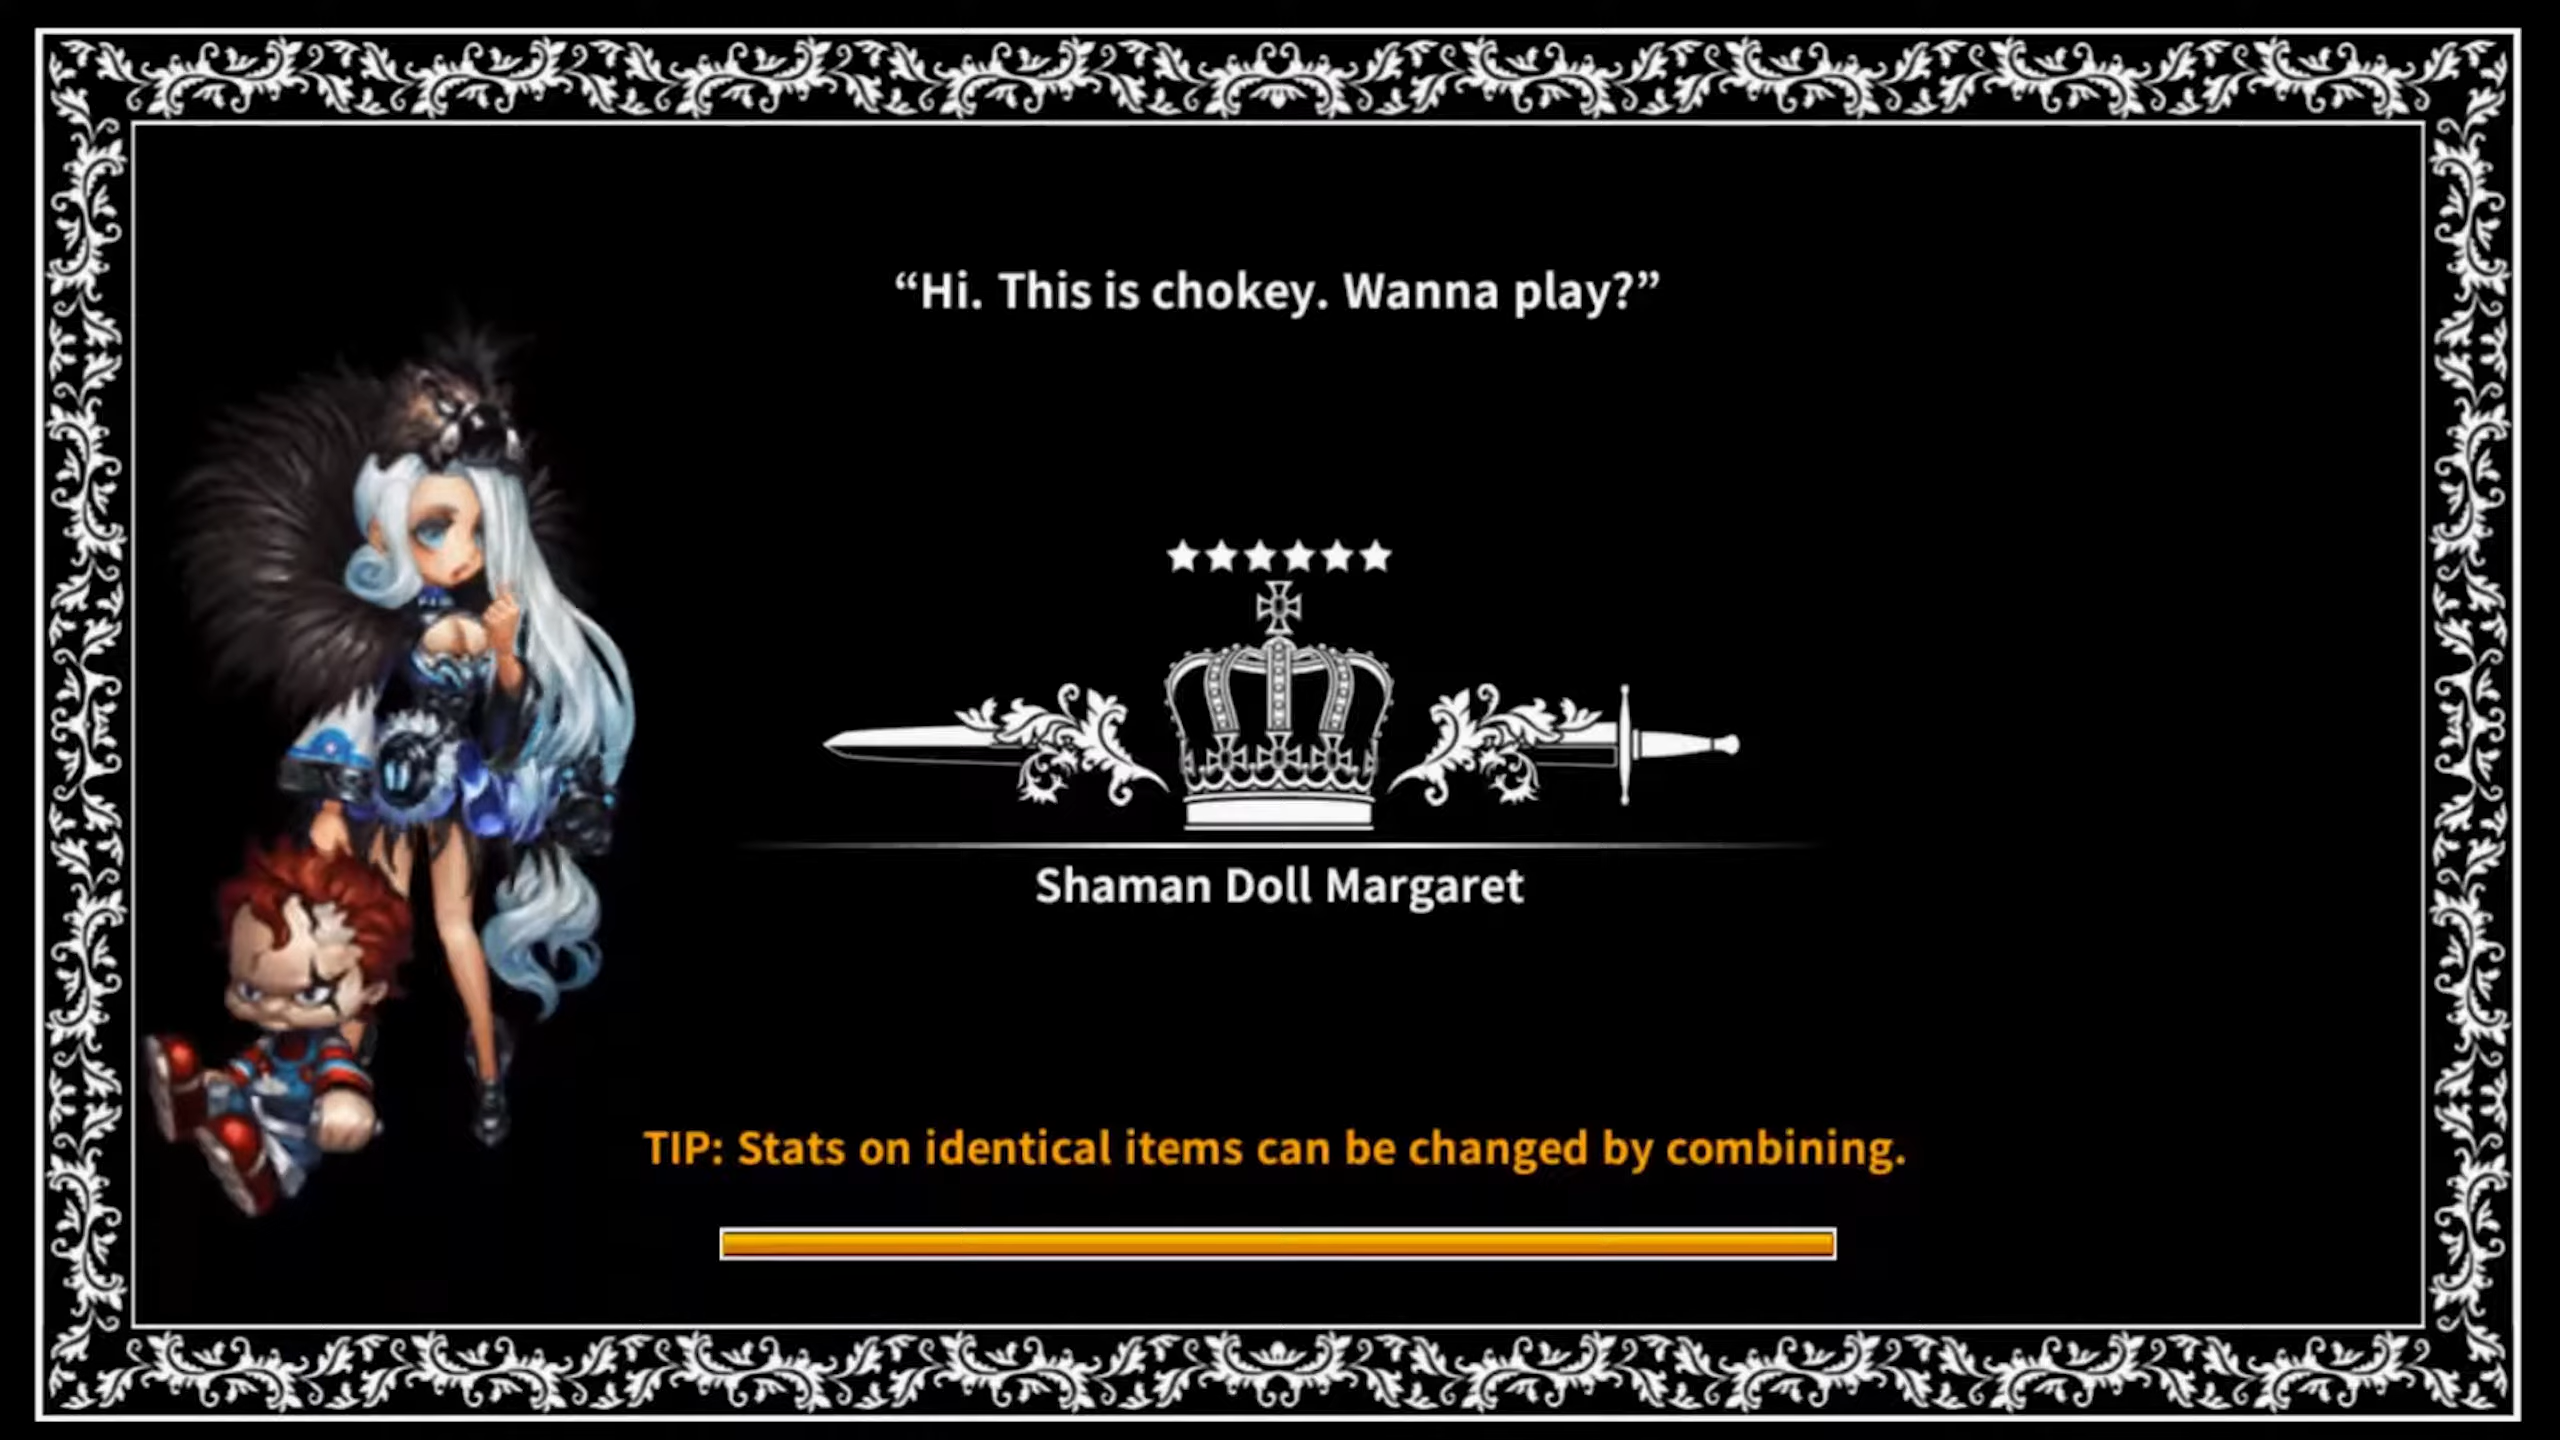 “Hi. This is chokey. Wanna play?”
Shaman Doll Margaret
TIP: Stats on identical items can be changed by combining.